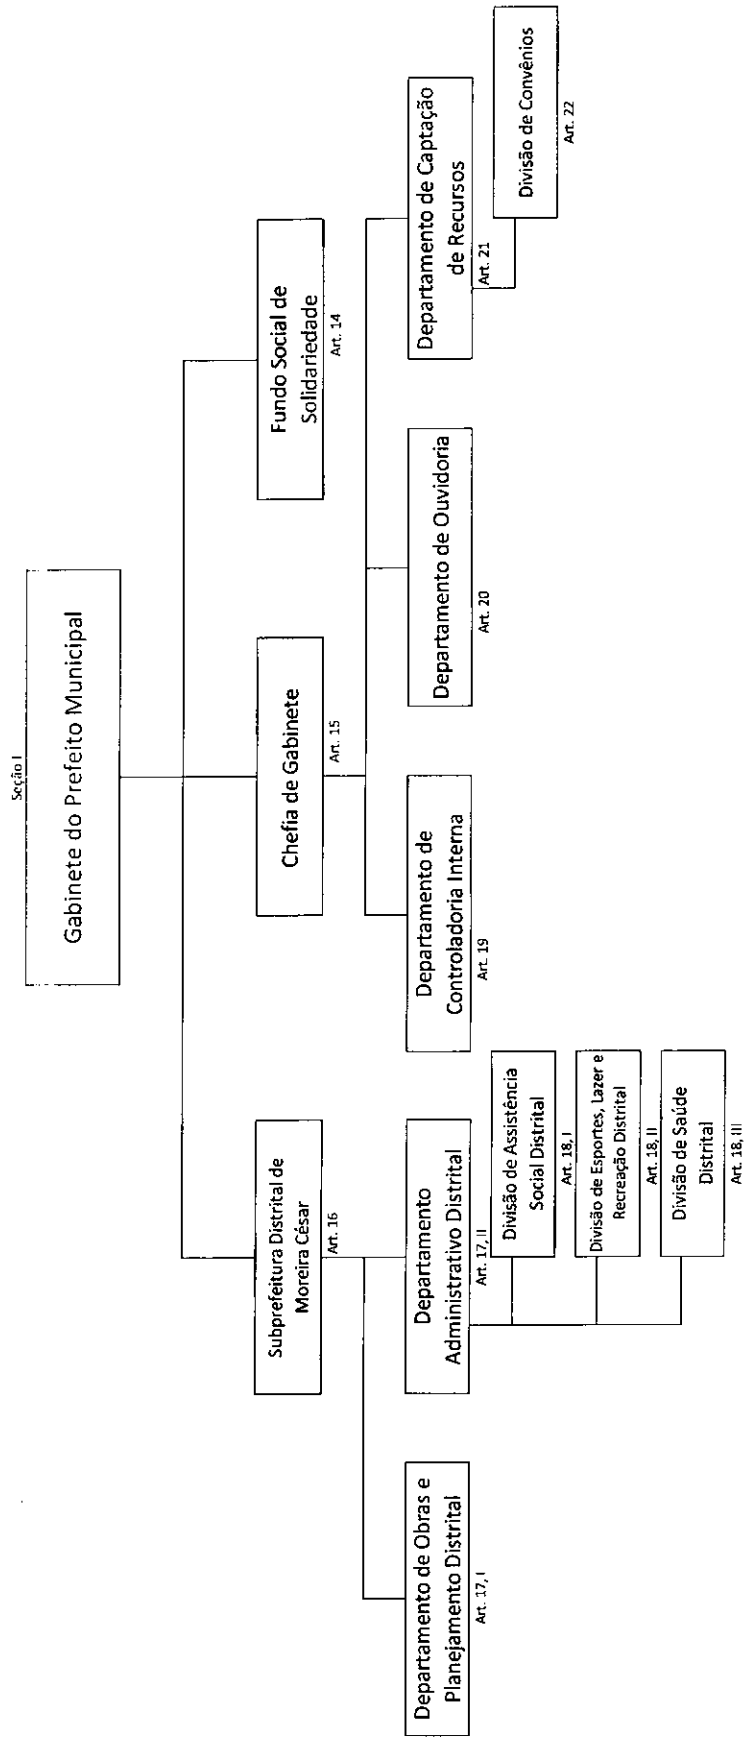 Seção I
Gabinete do Prefeito Municipal
Subprefeitura Distrital de
Moreira César
Art. 16
Chefia de Gabinete
Art. 15
Fundo Social de
Solidariedade
Art. 14
Departamento de Obras e
Planejamento Distrital
Art. 17, I
Departamento
Administrativo Distrital
Art. 17, II
Divisão de Assistência
Social Distrital
Art. 18, I
Divisão de Esportes, Lazer e
Recreação Distrital
Art. 18, II
Divisão de Saúde
Distrital
Art. 18, III
Departamento de
Controladoria Interna
Art. 19
Departamento de Ouvidoria
Art. 20
Departamento de Captação
de Recursos
Art. 21
Divisão de Convênios
Art. 22